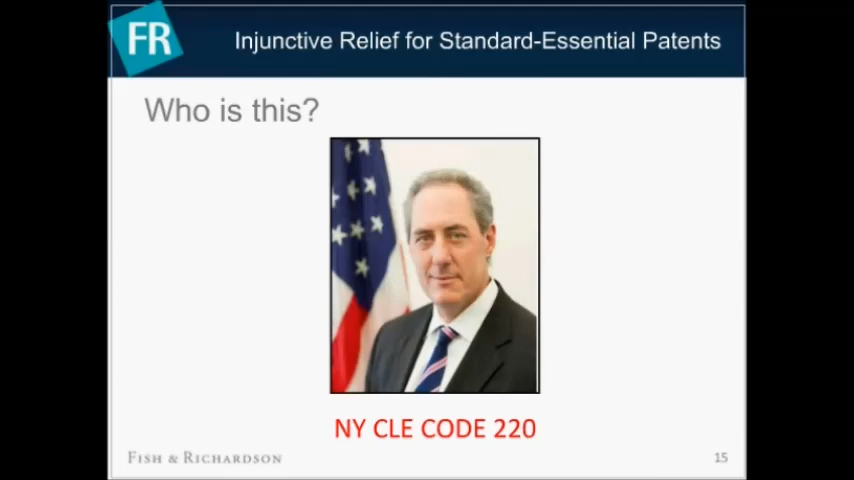 FR
Injunctive Relief for Standard-Essential Patents
Who is this?
NY CLE CODE 220
FISH & RICHARDSON
15